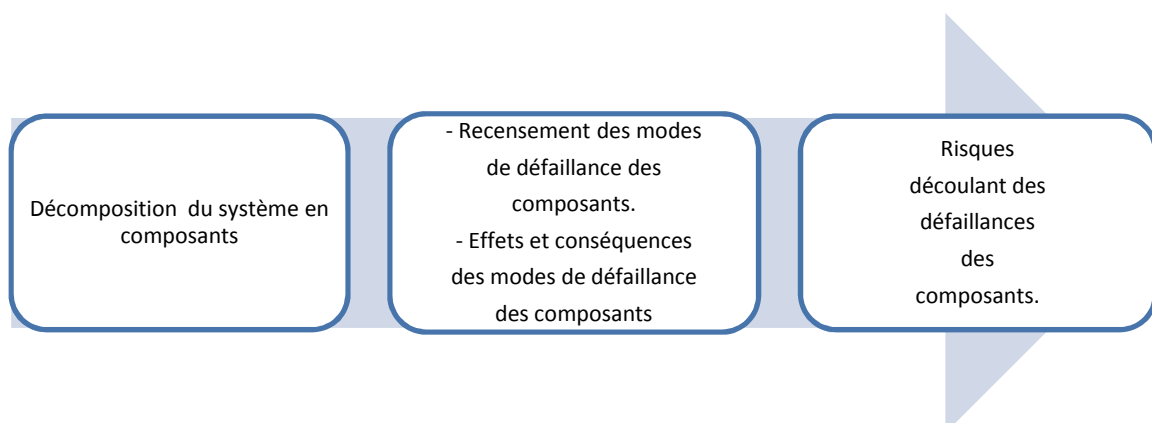 Décomposition du système en
composants
- Recensement des modes
de défaillance des
composants.
- Effets et conséquences
des modes de défaillance
des composants
Risques
découlant des
défaillances
des
composants.